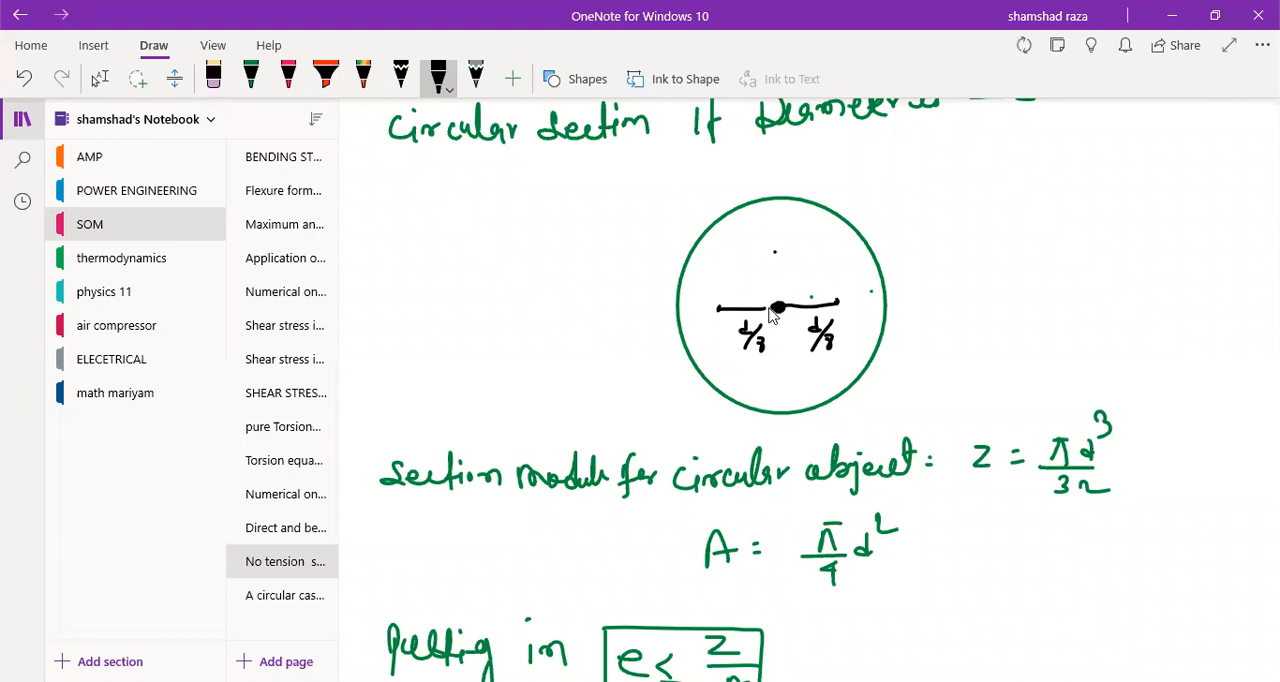 OneNote for Windows 10
shamshad raza
Home Insert Draw View Help
Share
Shapes Ink to Shape Ink to Text
shamshad's Notebook
AMP
POWER ENGINEERING
SOM
thermodynamics
physics 11
air compressor
ELECETRICAL
math mariyam
Add section
BENDING ST...
Flexure form...
Maximum an...
Application o...
Numerical on...
Shear stress i...
Shear stress i...
SHEAR STRES...
pure Torsion...
Torsion equa...
Numerical on...
Direct and be...
No tension s...
A circular cas...
Add page
circular Section If Diameter
d/8 d/8
section module for circular abject: Z = πd³/32
A = π/4 d²
Putting in e ≤ Z